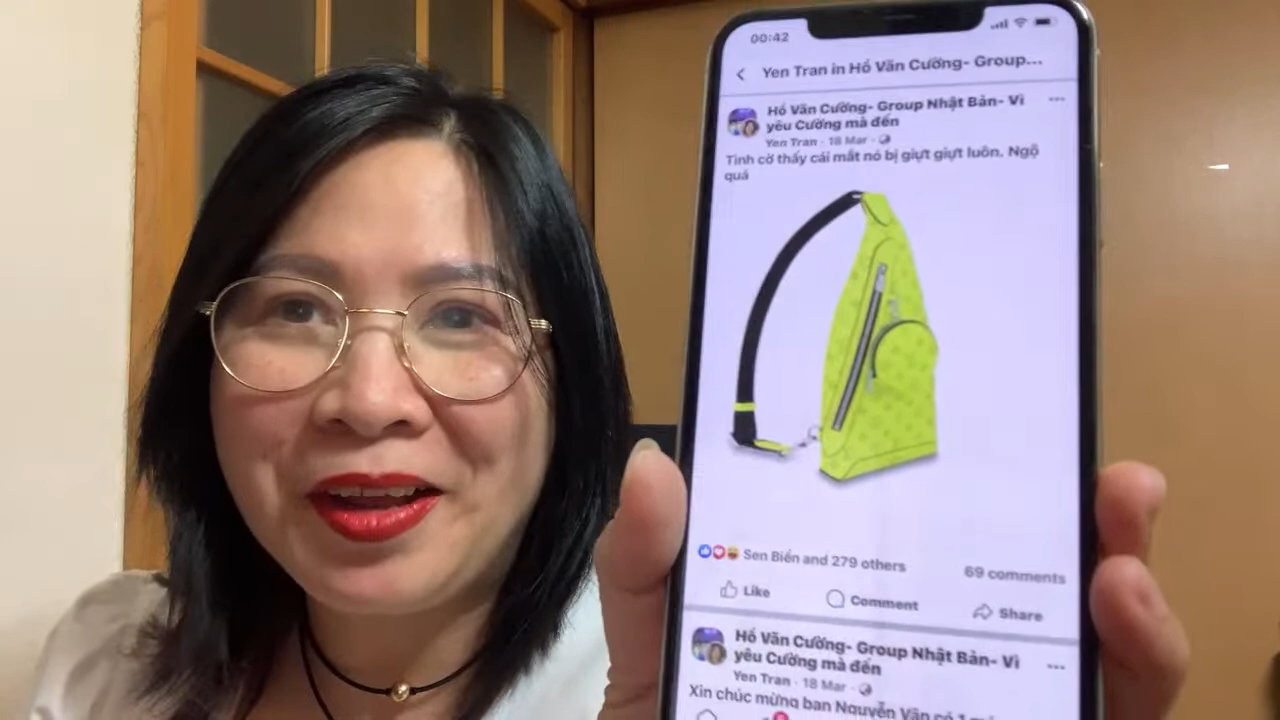 00:42
Yen Tran in Hồ Văn Cường- Group...
Hồ Văn Cường- Group Nhật Bản- Vì
yêu Cường mà đến
Yen Tran · 18 Mar ·
Tình cờ thấy cái mắt nó bị giựt giựt luôn. Ngộ
quá
Sen Biển and 279 others
69 comments
Like
Comment
Share
Hồ Văn Cường- Group Nhật Bản- Vì
yêu Cường mà đến
Yen Tran · 18 Mar ·
Xin chúc mừng bạn Nguyễn Vân có 1